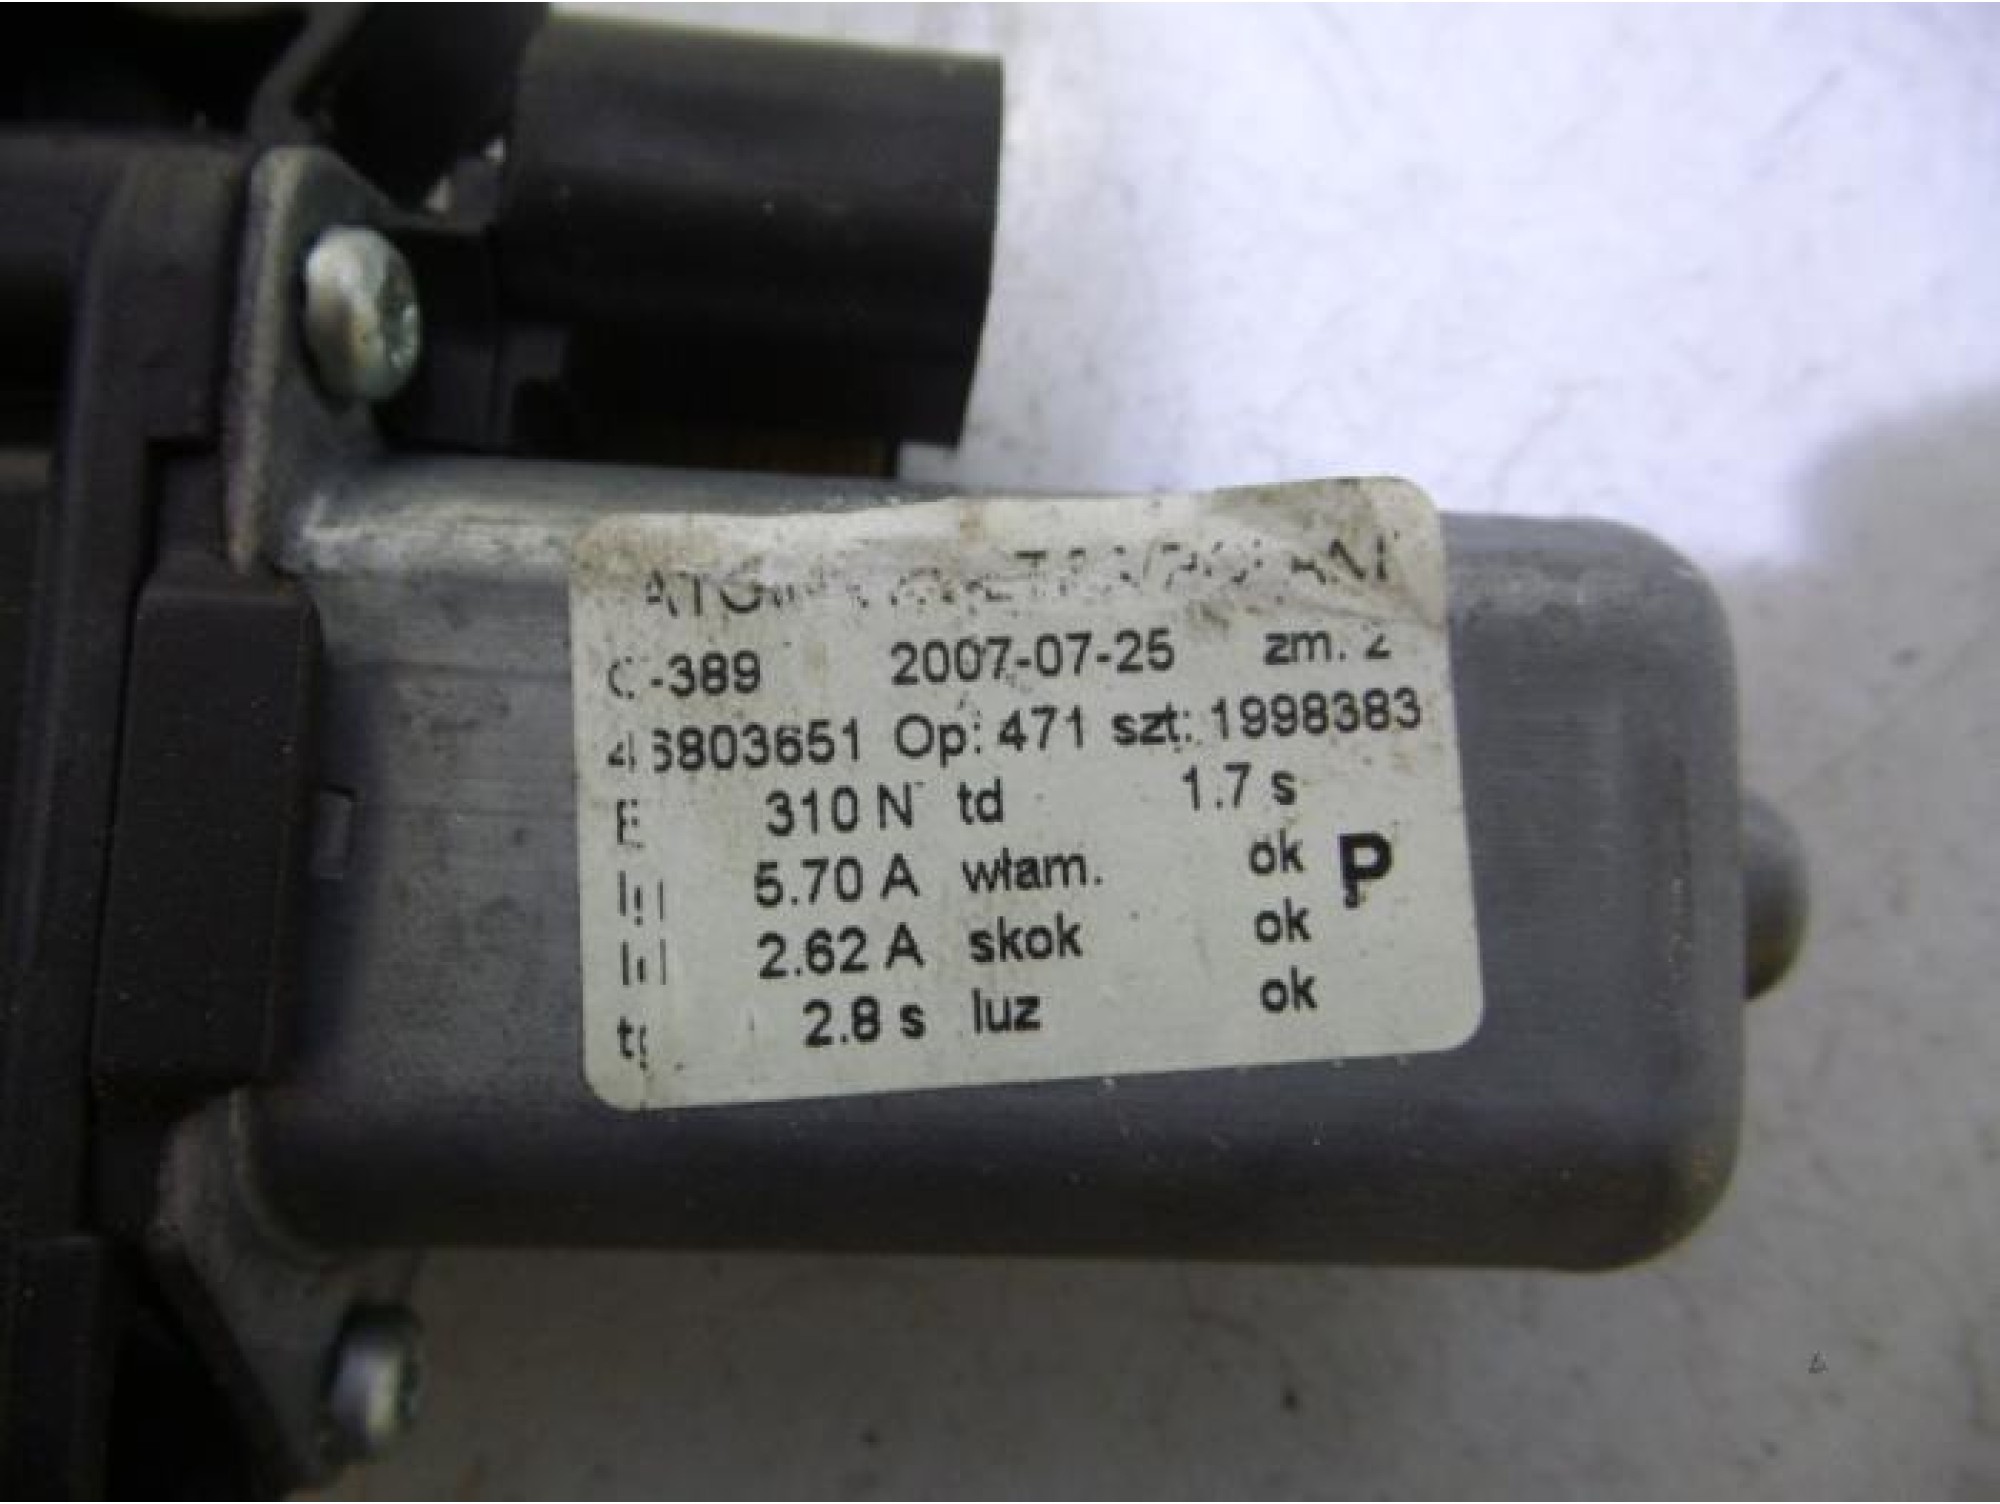 -389 2007-07-25 zm. 2
46803651 Op: 471 szt: 1998383
310 N td 1.7 s
5.70 A włam. ok P
2.62 A skok ok
2.8 s luz ok